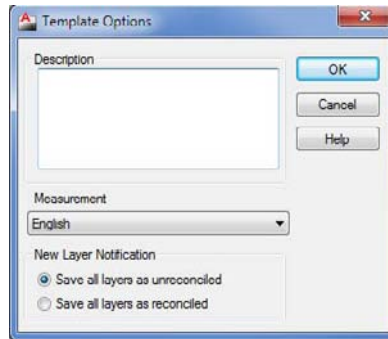 Template Options
Description
OK
Cancel
Help
Measurement
English
New Layer Notification
Save all layers as unreconciled
Save all layers as reconciled